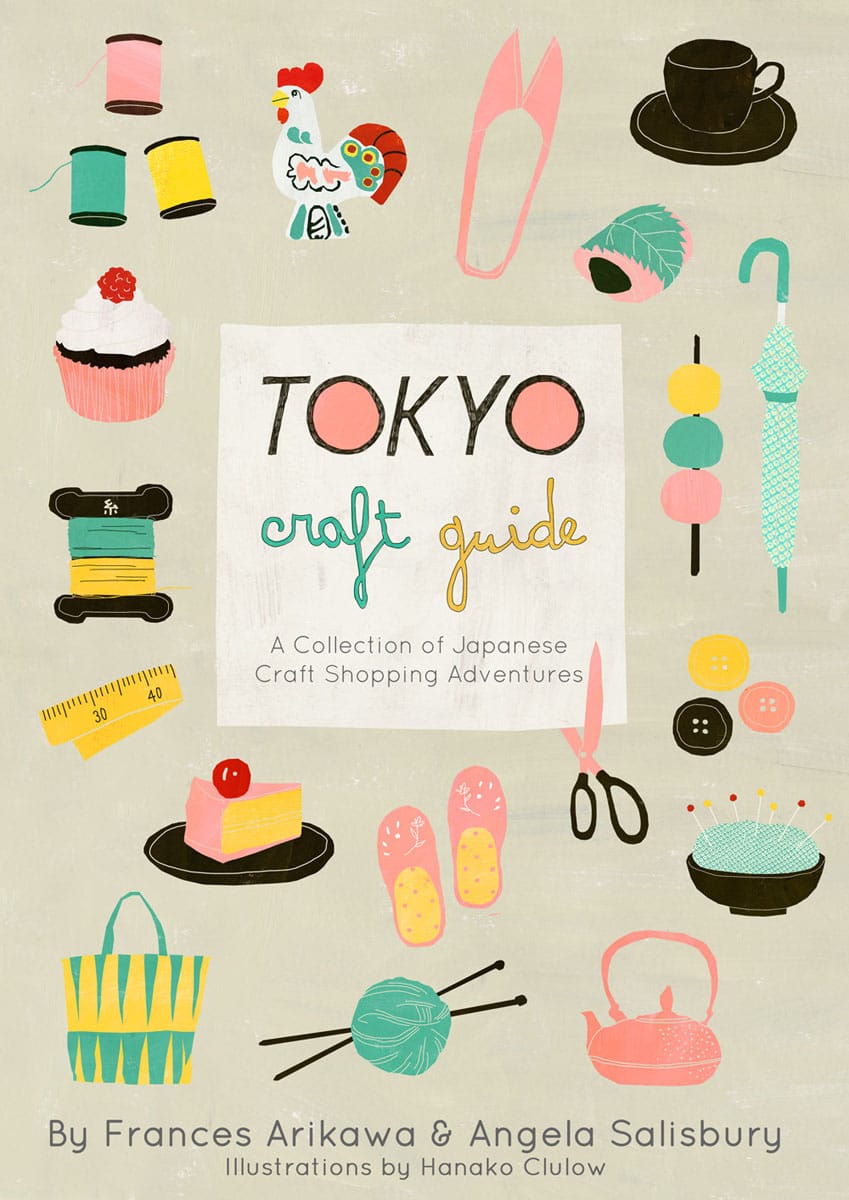 TOKYO
craft guide
A Collection of Japanese
Craft Shopping Adventures
糸
30
40
By Frances Arikawa & Angela Salisbury
Illustrations by Hanako Clulow